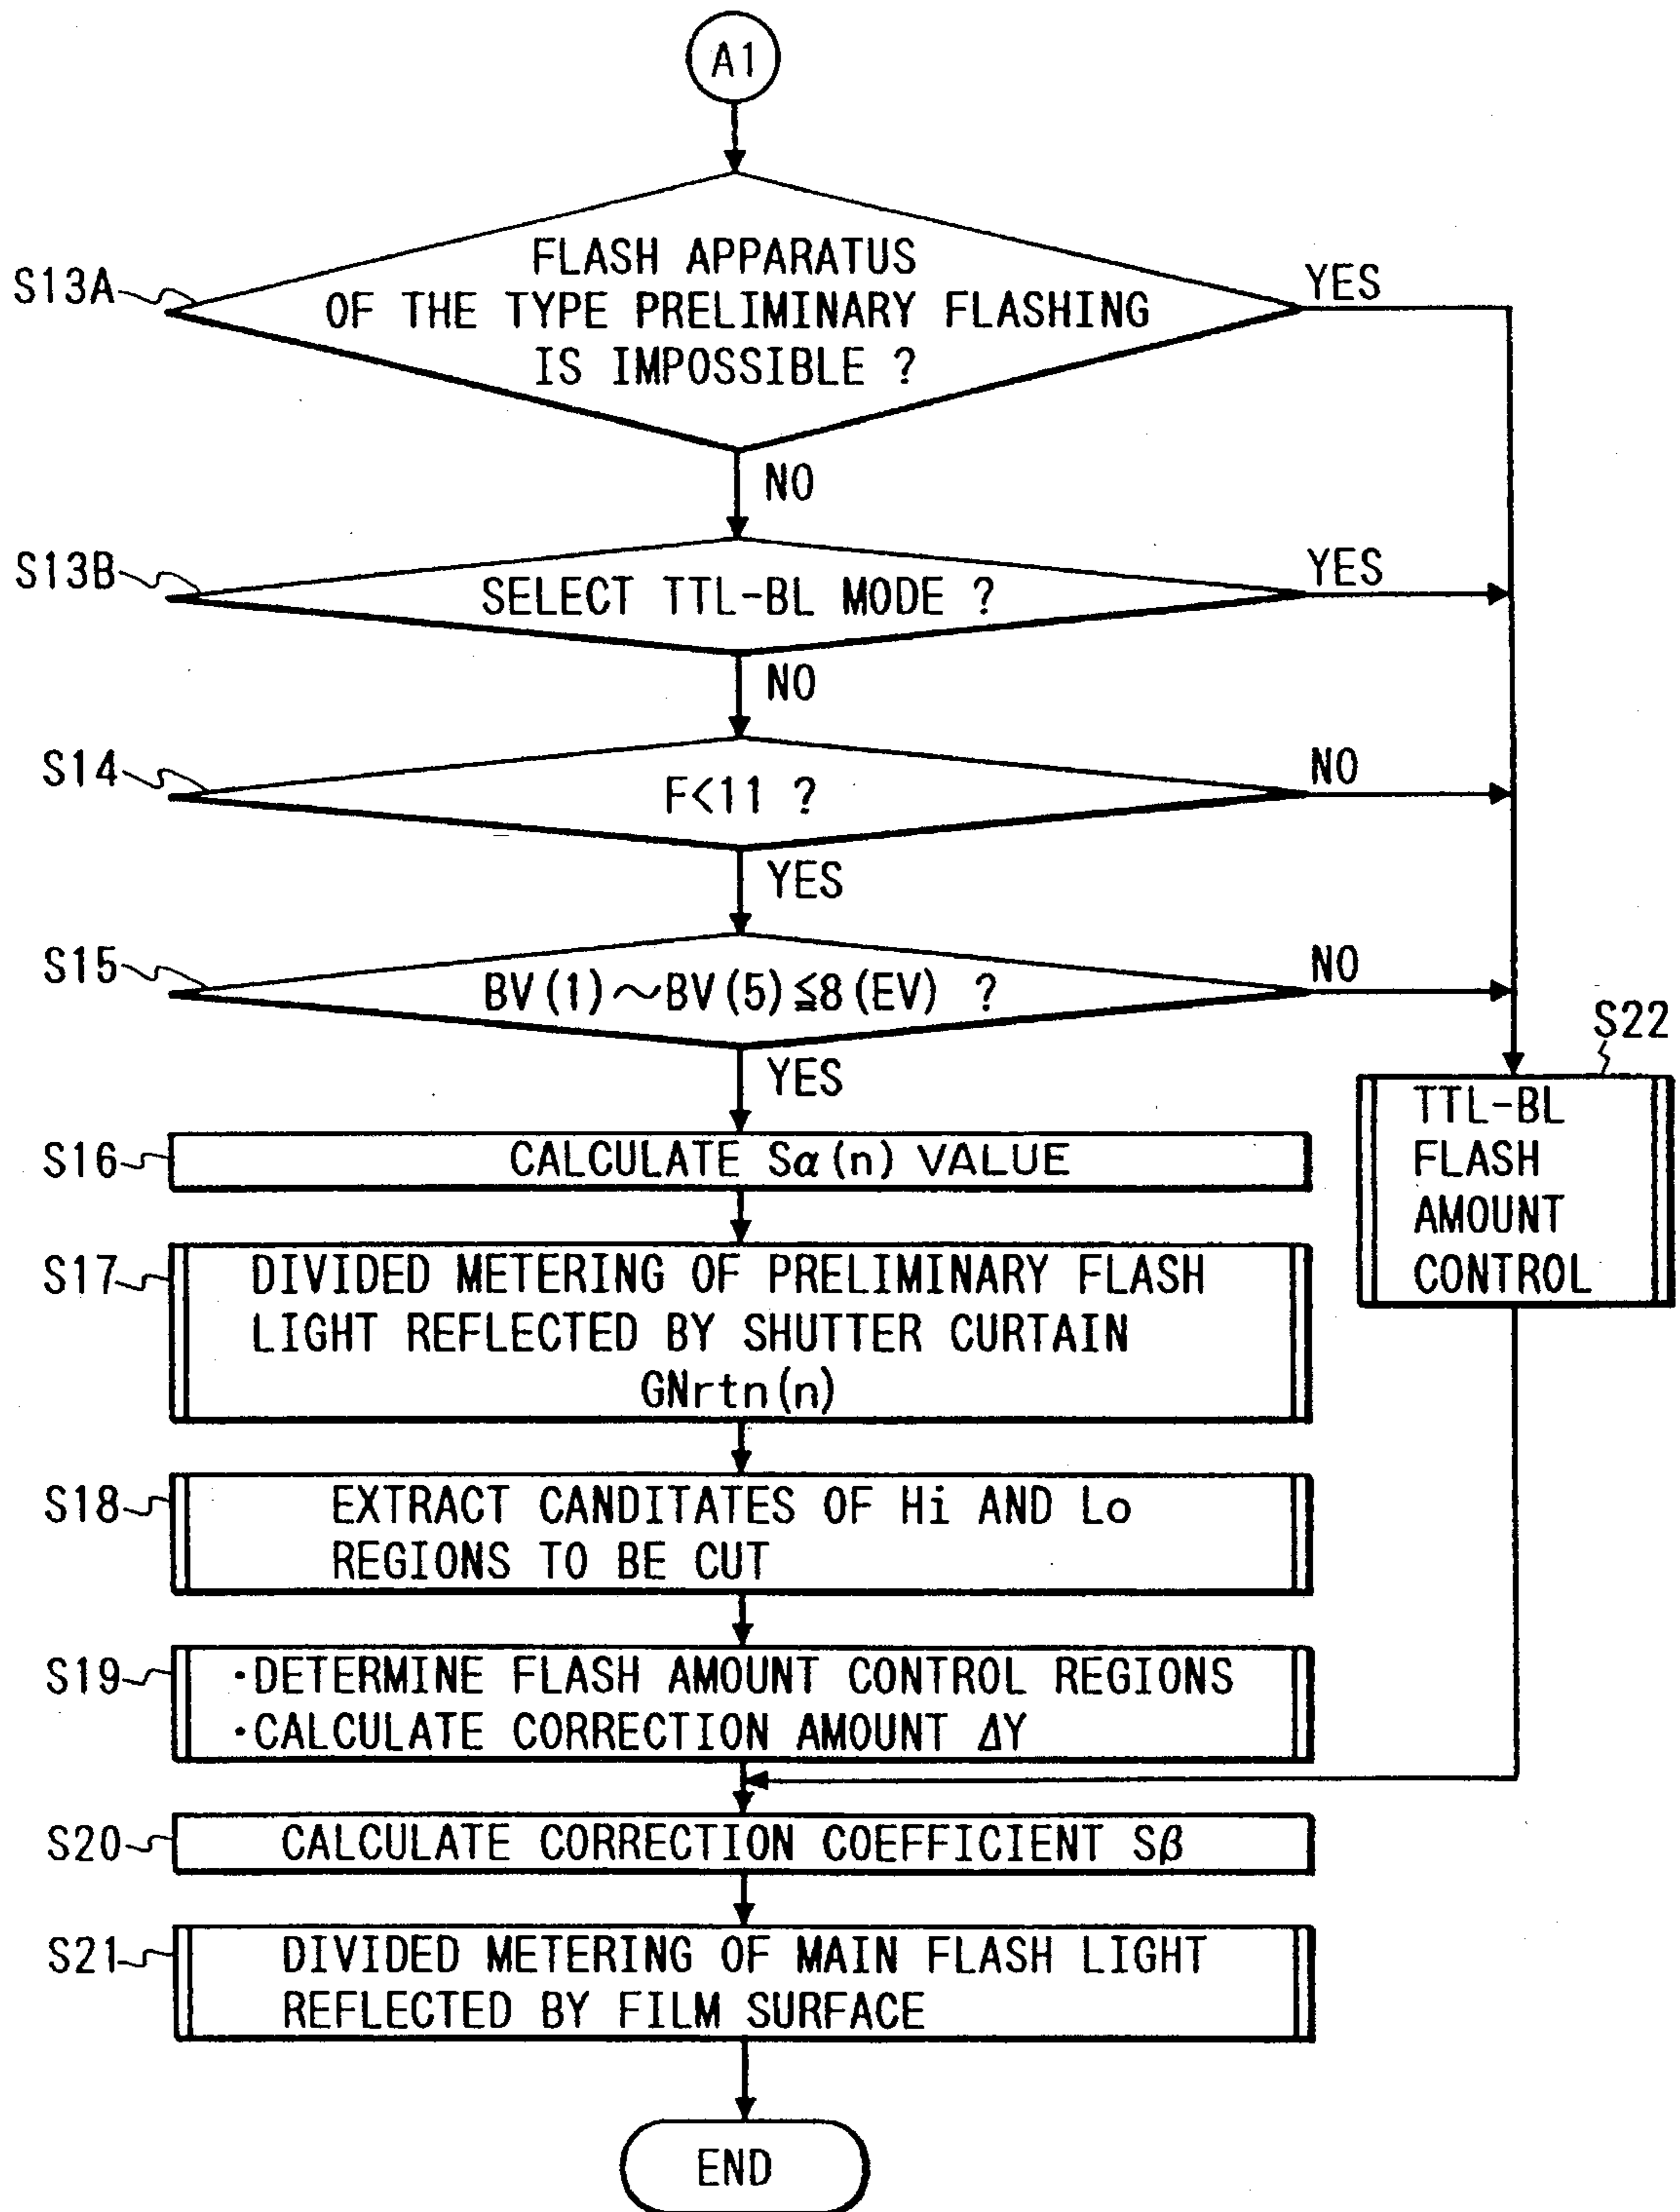 A1
S13A
FLASH APPARATUS
OF THE TYPE PRELIMINARY FLASHING
IS IMPOSSIBLE ?
YES
NO
S13B
SELECT TTL-BL MODE ?
YES
NO
S14
F<11 ?
NO
YES
S15
BV(1)～BV(5)≦8(EV) ?
NO
YES
S22
TTL-BL
FLASH
AMOUNT
CONTROL
S16
CALCULATE Sα(n) VALUE
S17
DIVIDED METERING OF PRELIMINARY FLASH
LIGHT REFLECTED BY SHUTTER CURTAIN
GNrtn(n)
S18
EXTRACT CANDITATES OF Hi AND Lo
REGIONS TO BE CUT
S19
·DETERMINE FLASH AMOUNT CONTROL REGIONS
·CALCULATE CORRECTION AMOUNT ΔY
S20
CALCULATE CORRECTION COEFFICIENT Sβ
S21
DIVIDED METERING OF MAIN FLASH LIGHT
REFLECTED BY FILM SURFACE
END